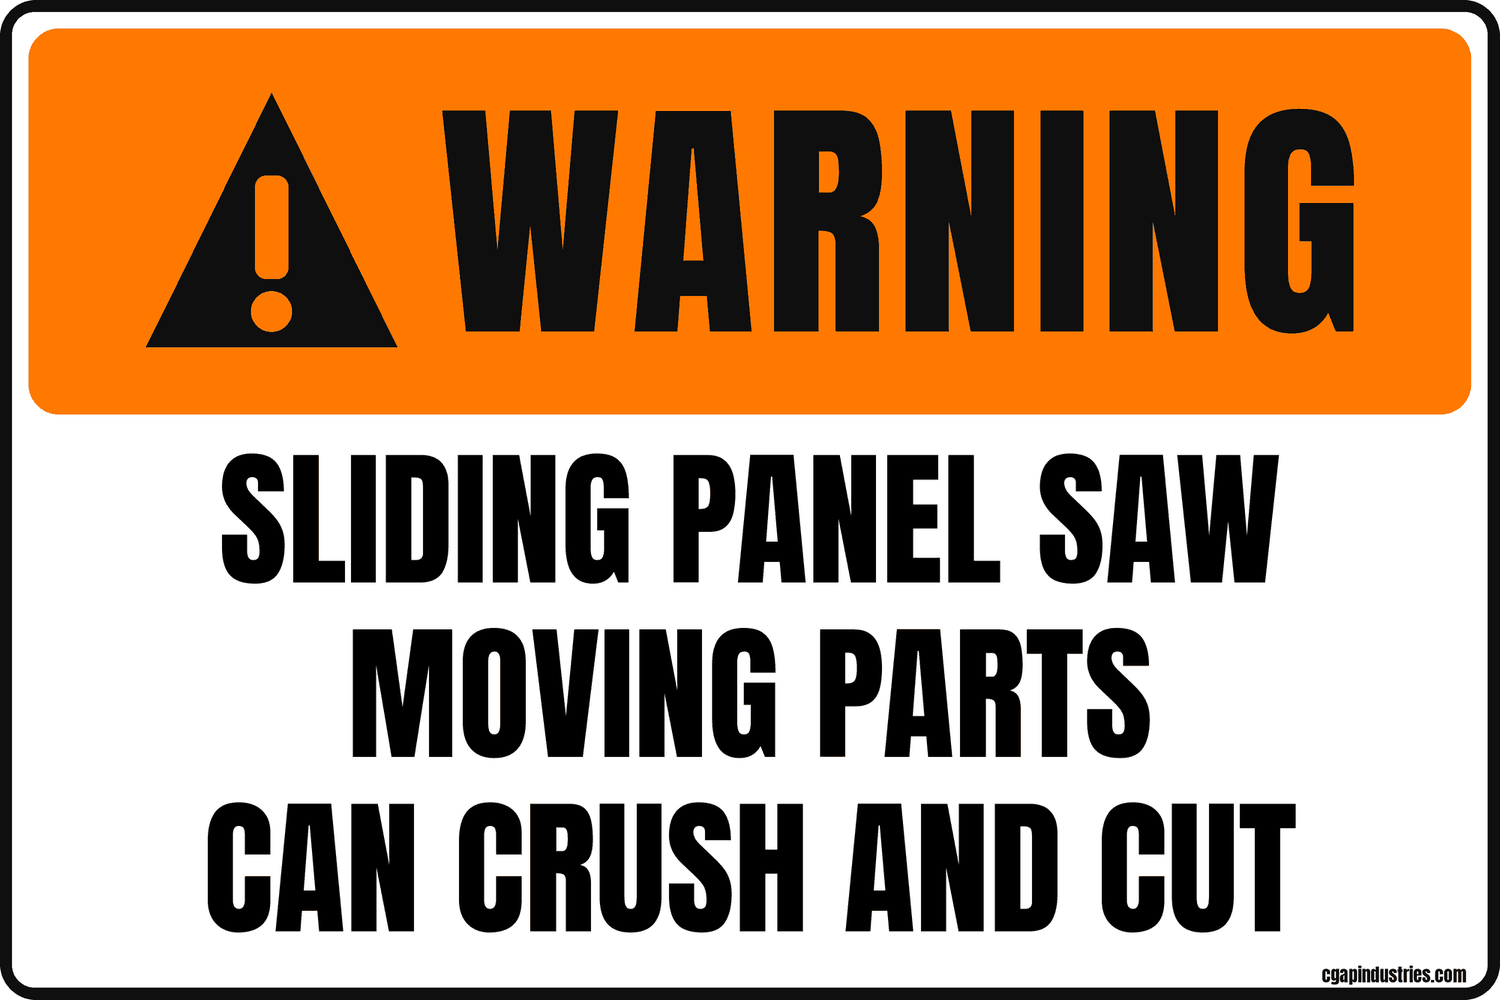 WARNING
SLIDING PANEL SAW
MOVING PARTS
CAN CRUSH AND CUT
cgapindustries.com